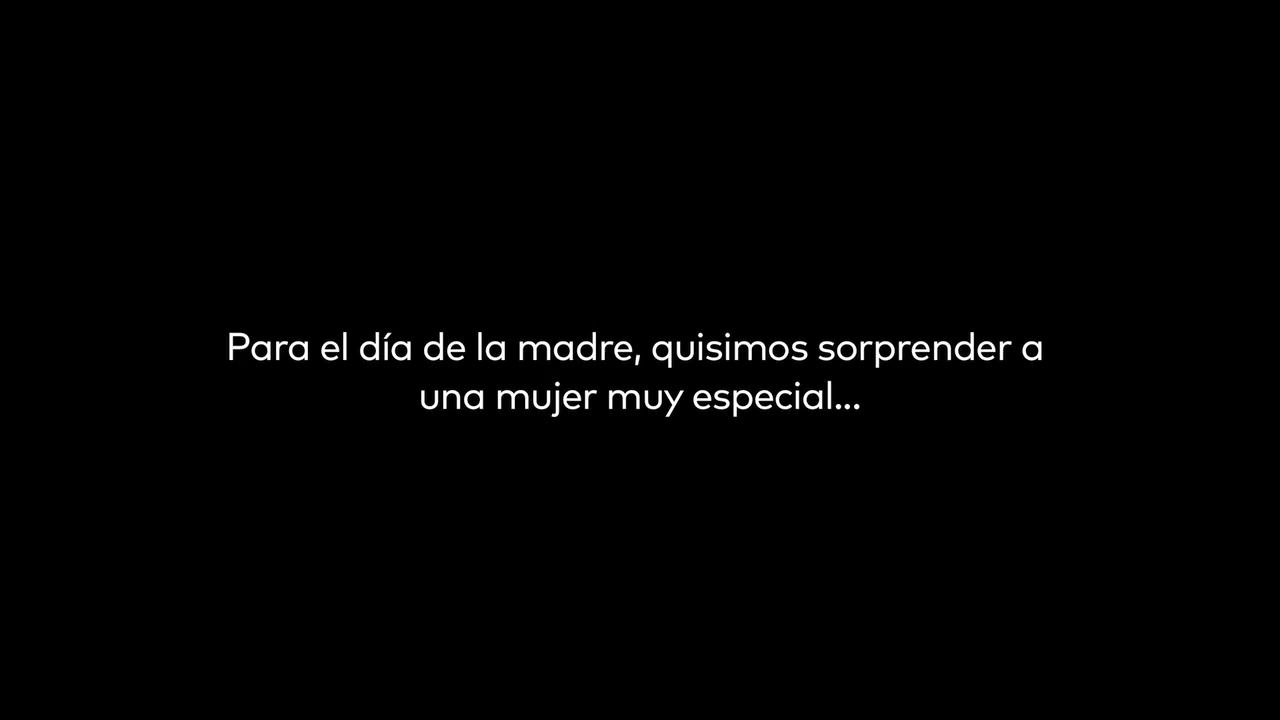 Para el día de la madre, quisimos sorprender a
una mujer muy especial...